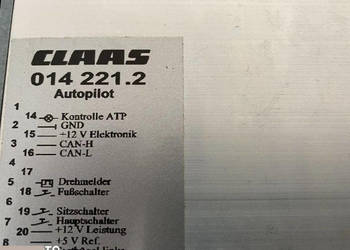 CLAAS
014 221.2
Autopilot
1
14 Kontrolle ATP
2 GND
15 +12 V Elektronik
3 CAN-H
16 CAN-L
4
17
5 Drehmelder
18 Fußschalter
6
19 Sitzschalter
7 Hauptschalter
20 +12 V Leistung
8 +5 V Ref.